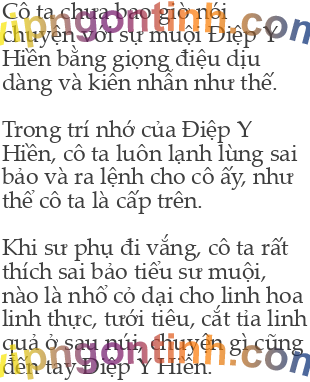 Cô ta chưa bao giờ nói
chuyện với sư muội Điệp Y
Hiền bằng giọng điệu dịu
dàng và kiên nhẫn như thế.
Trong trí nhớ của Điệp Y
Hiền, cô ta luôn lạnh lùng sai
bảo và ra lệnh cho cô ấy, như
thể cô ta là cấp trên.
Khi sư phụ đi vắng, cô ta rất
thích sai bảo tiểu sư muội,
nào là nhổ cỏ dại cho linh hoa
linh thực, tưới tiêu, cắt tỉa linh
quả ở sau núi, chuyện gì cũng
đến tay Điệp Y Hiền.
vipngontinh.com
vipngontinh.com